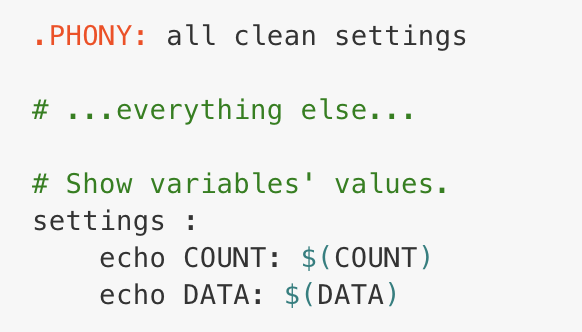 .PHONY: all clean settings
# ...everything else...
# Show variables' values.
settings :
    echo COUNT: $(COUNT)
    echo DATA: $(DATA)